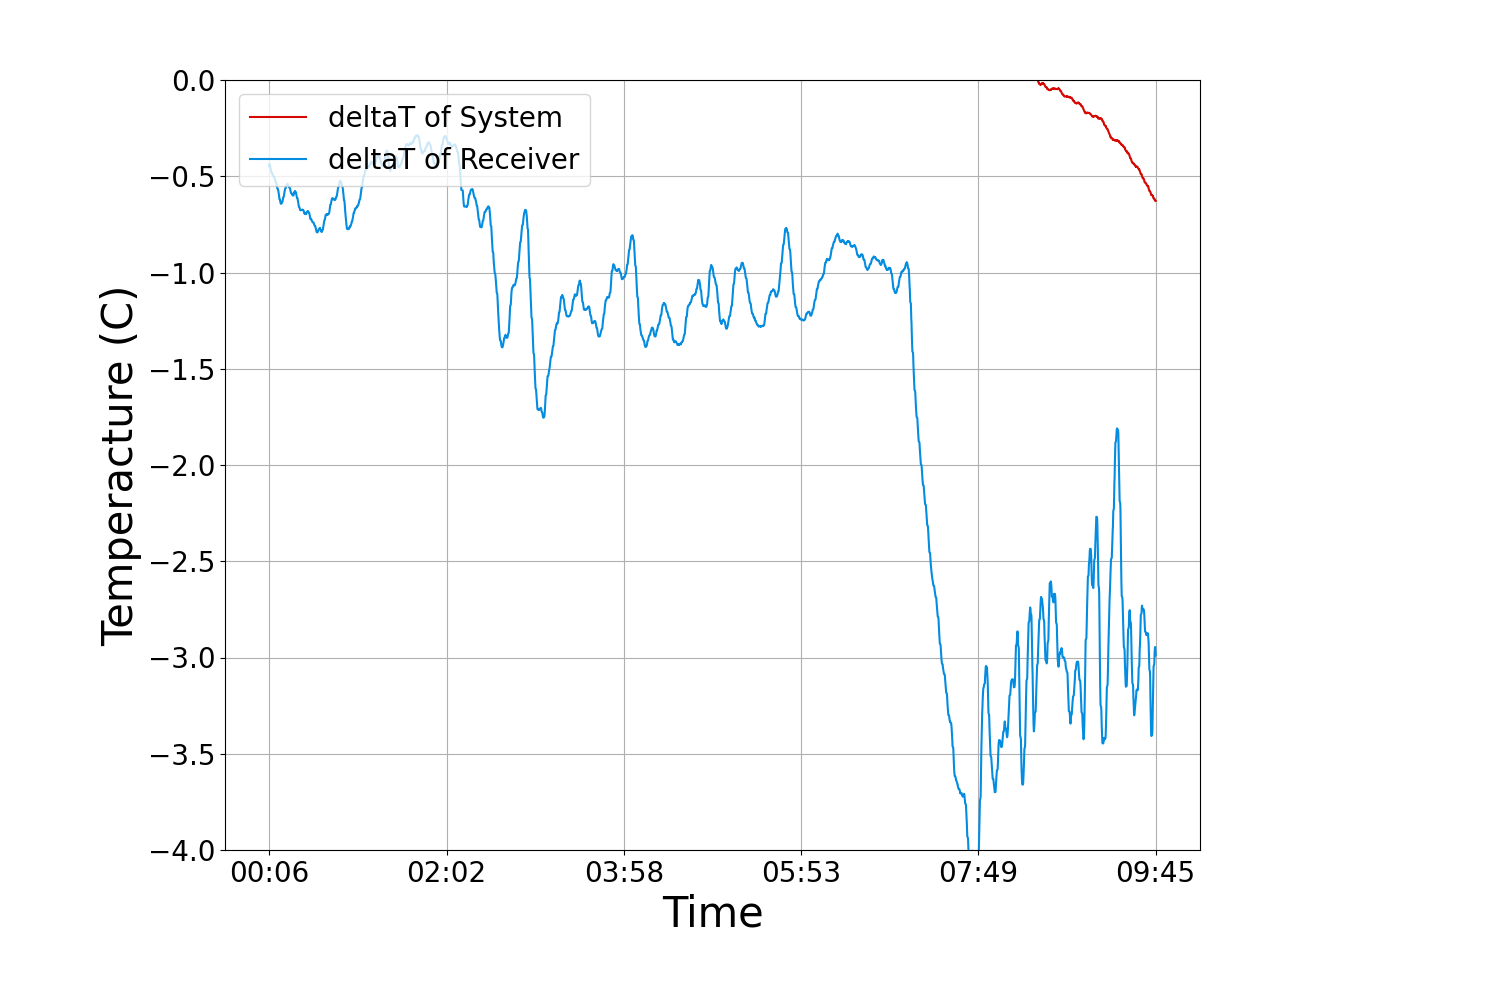 deltaT of System
deltaT of Receiver
0.0
−0.5
−1.0
−1.5
−2.0
−2.5
−3.0
−3.5
−4.0
Temperacture (C)
00:06 02:02 03:58 05:53 07:49 09:45
Time